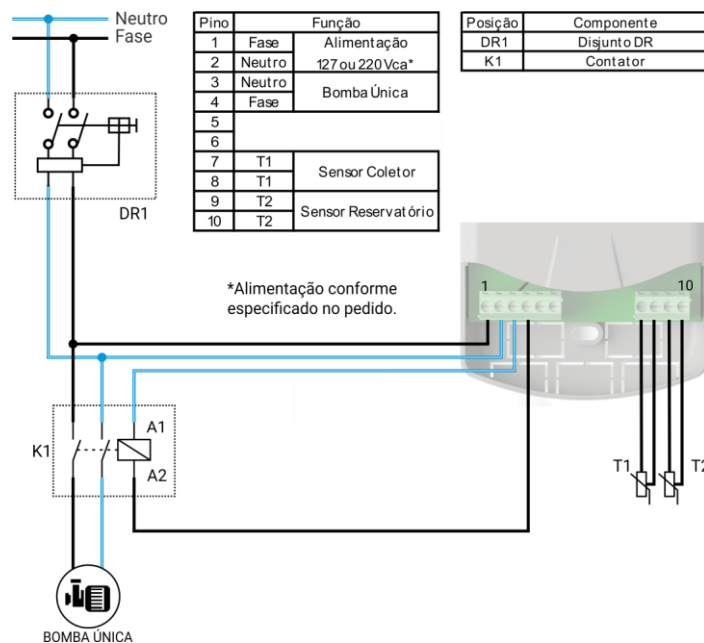 Neutro
Fase
DR1
Pino Função
1 Fase Alimentação
2 Neutro 127 ou 220 Vca*
3 Neutro Bomba Única
4 Fase
5
6
7 T1 Sensor Coletor
8 T1
9 T2 Sensor Reservatório
10 T2
Posição Componente
DR1 Disjunto DR
K1 Contator
*Alimentação conforme
especificado no pedido.
1 10
K1 A1
A2
T1 T2
BOMBA ÚNICA